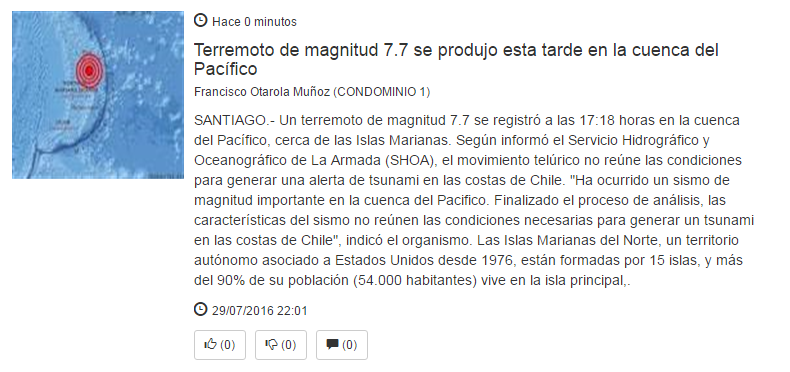 Hace 0 minutos
Terremoto de magnitud 7.7 se produjo esta tarde en la cuenca del
Pacífico
Francisco Otarola Muñoz (CONDOMINIO 1)
SANTIAGO.- Un terremoto de magnitud 7.7 se registró a las 17:18 horas en la cuenca
del Pacífico, cerca de las Islas Marianas. Según informó el Servicio Hidrográfico y
Oceanográfico de La Armada (SHOA), el movimiento telúrico no reúne las condiciones
para generar una alerta de tsunami en las costas de Chile. "Ha ocurrido un sismo de
magnitud importante en la cuenca del Pacifico. Finalizado el proceso de análisis, las
características del sismo no reúnen las condiciones necesarias para generar un tsunami
en las costas de Chile", indicó el organismo. Las Islas Marianas del Norte, un territorio
autónomo asociado a Estados Unidos desde 1976, están formadas por 15 islas, y más
del 90% de su población (54.000 habitantes) vive en la isla principal,.
29/07/2016 22:01
(0) (0) (0)